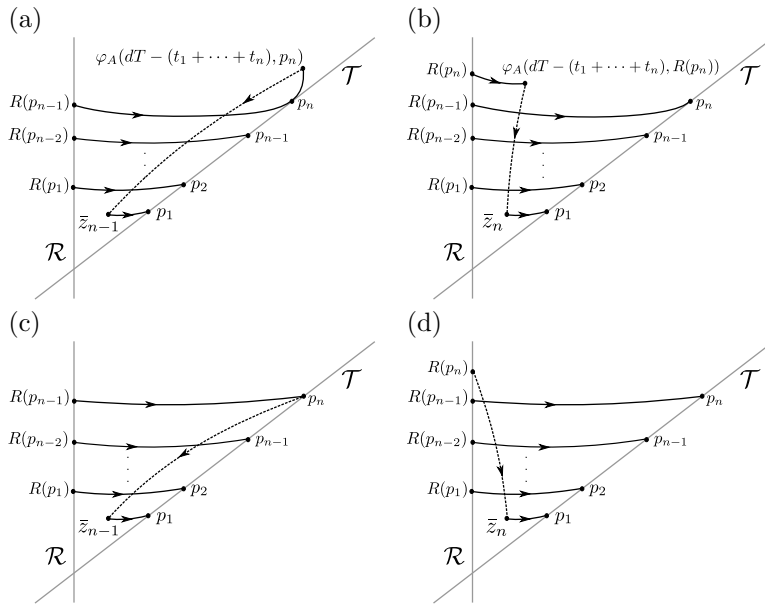 (a)
φ_A(dT − (t_1 + ··· + t_n), p_n)
𝒯
R(p_{n−1})
p_n
R(p_{n−2})
p_{n−1}
R(p_1)
p_2
z̄_{n−1}
p_1
ℛ
(b)
R(p_n)
φ_A(dT − (t_1 + ··· + t_n), R(p_n))
𝒯
R(p_{n−1})
p_n
R(p_{n−2})
p_{n−1}
R(p_1)
p_2
z̄_n
p_1
ℛ
(c)
𝒯
R(p_{n−1})
p_n
R(p_{n−2})
p_{n−1}
R(p_1)
p_2
z̄_{n−1}
p_1
ℛ
(d)
R(p_n)
𝒯
R(p_{n−1})
p_n
R(p_{n−2})
p_{n−1}
R(p_1)
p_2
z̄_n
p_1
ℛ